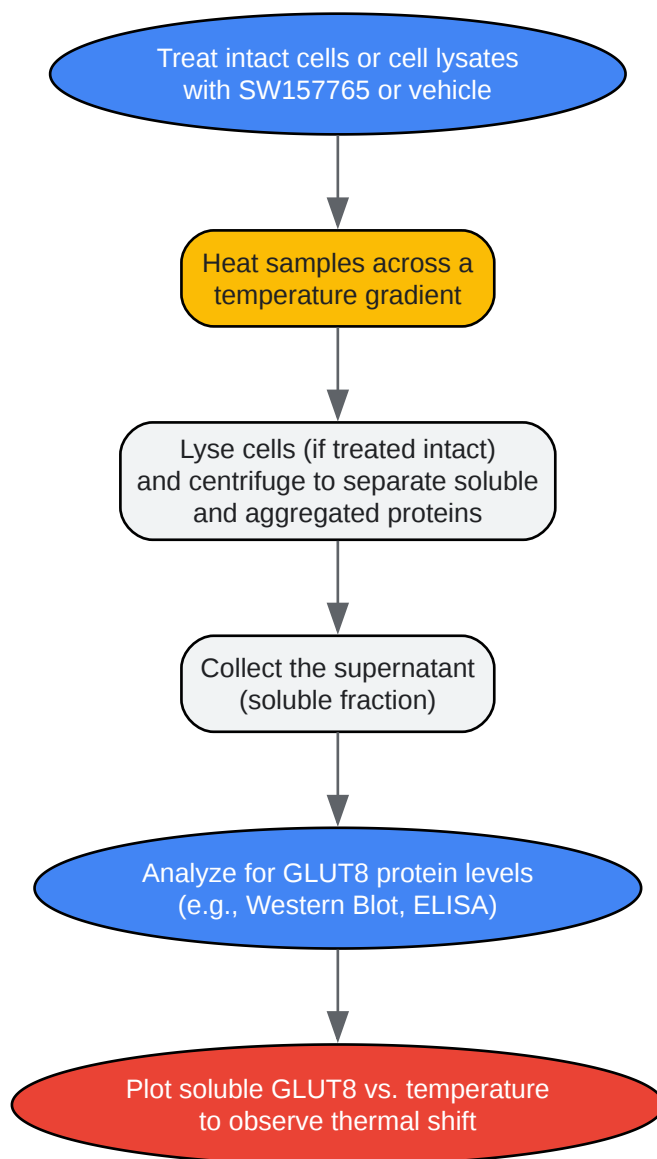 Treat intact cells or cell lysates
with SW157765 or vehicle
Heat samples across a
temperature gradient
Lyse cells (if treated intact)
and centrifuge to separate soluble
and aggregated proteins
Collect the supernatant
(soluble fraction)
Analyze for GLUT8 protein levels
(e.g., Western Blot, ELISA)
Plot soluble GLUT8 vs. temperature
to observe thermal shift